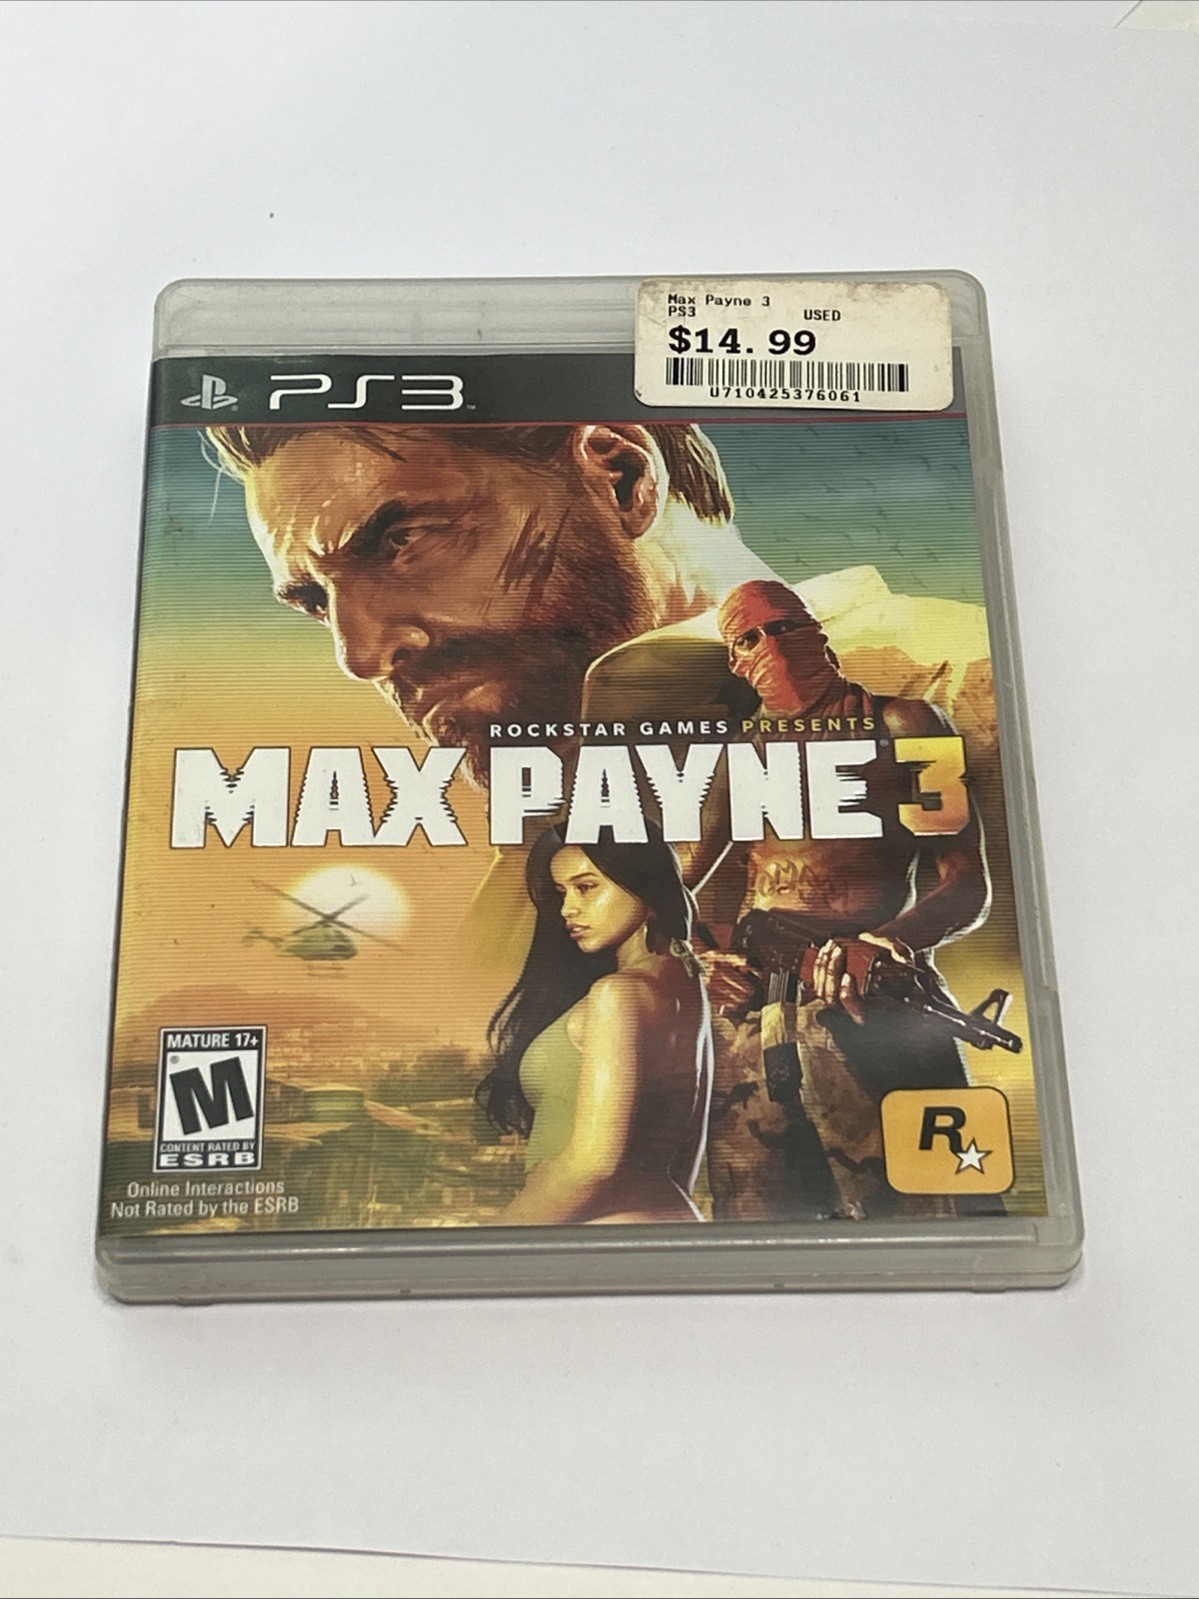 Max Payne 3
PS3 USED
$14.99
U710425376061
PS3
ROCKSTAR GAMES PRESENTS
MAX PAYNE 3
MATURE 17+
M
CONTENT RATED BY
ESRB
Online Interactions
Not Rated by the ESRB
R